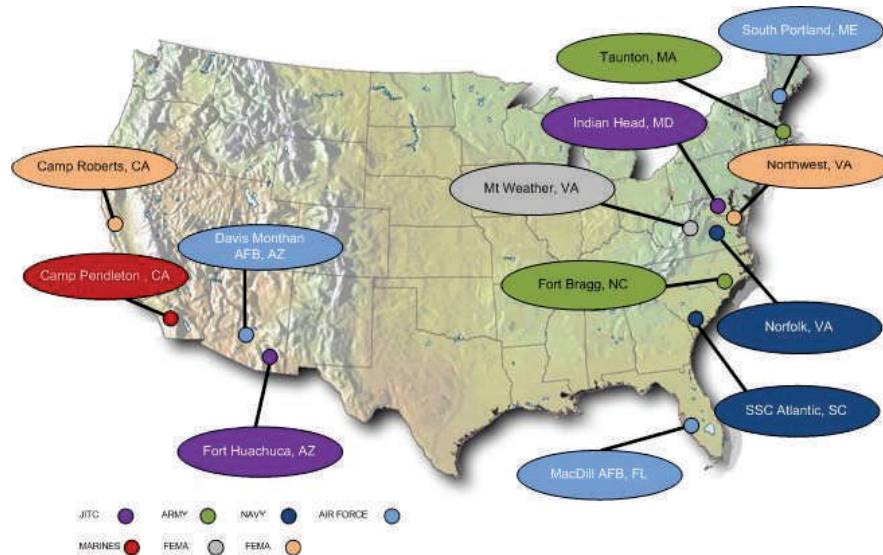 South Portland, ME
Taunton, MA
Indian Head, MD
Camp Roberts, CA
Northwest, VA
Mt Weather, VA
Davis Monthan
AFB, AZ
Camp Pendleton , CA
Fort Bragg, NC
Norfolk, VA
SSC Atlantic, SC
Fort Huachuca, AZ
MacDill AFB, FL
JITC
ARMY
NAVY
AIR FORCE
MARINES
FEMA
FEMA